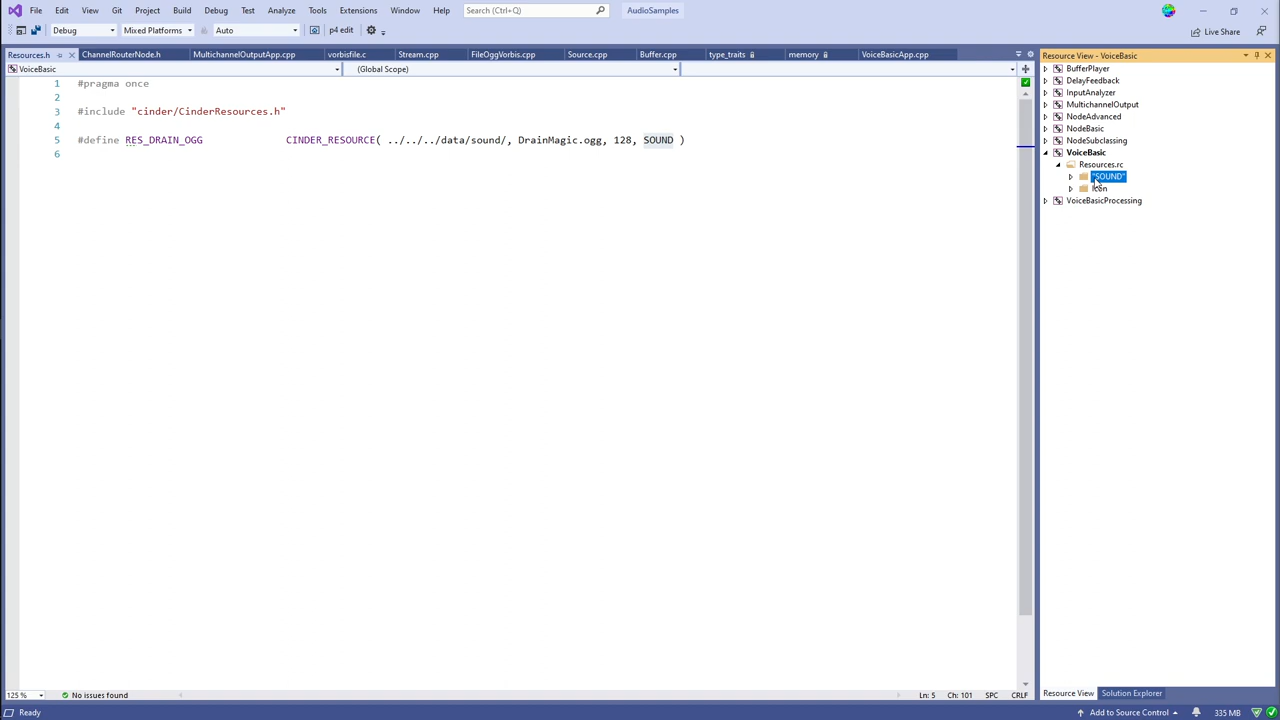 File Edit View Git Project Build Debug Test Analyze Tools Extensions Window Help Search (Ctrl+Q) AudioSamples
Debug Mixed Platforms Auto p4 edit Live Share
Resources.h ChannelRouterNode.h MultichannelOutputApp.cpp vorbisfile.c Stream.cpp FileOggVorbis.cpp Source.cpp Buffer.cpp type_traits memory VoiceBasicApp.cpp
VoiceBasic (Global Scope)
1 #pragma once
2
3 #include "cinder/CinderResources.h"
4
5 #define RES_DRAIN_OGG CINDER_RESOURCE( ../../../data/sound/, DrainMagic.ogg, 128, SOUND )
6
Resource View - VoiceBasic
BufferPlayer
DelayFeedback
InputAnalyzer
MultichannelOutput
NodeAdvanced
NodeBasic
NodeSubclassing
VoiceBasic
Resources.rc
"SOUND"
Icon
VoiceBasicProcessing
125 % No issues found Ln: 5 Ch: 101 SPC CRLF
Resource View Solution Explorer
Ready Add to Source Control 335 MB